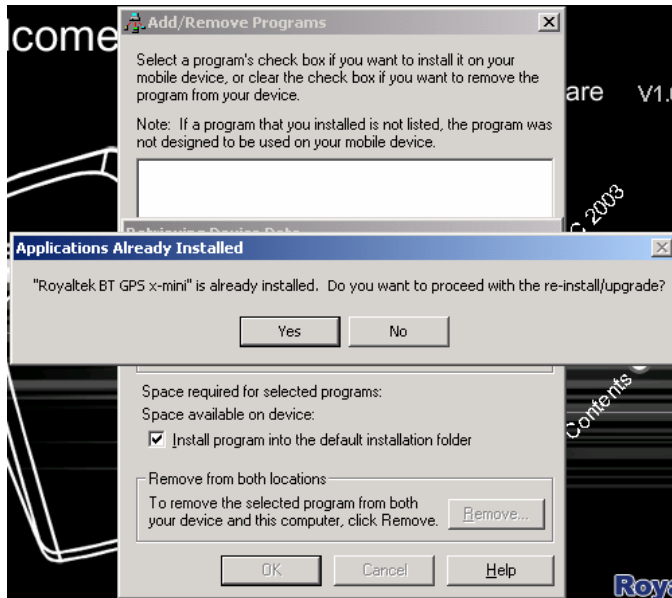 lcome
Add/Remove Programs
Select a program's check box if you want to install it on your
mobile device, or clear the check box if you want to remove the
program from your device.
Note: If a program that you installed is not listed, the program was
not designed to be used on your mobile device.
are V1.
2003
Retrieving Device Data
Applications Already Installed
"Royaltek BT GPS x-mini" is already installed. Do you want to proceed with the re-install/upgrade?
Yes No
Space required for selected programs:
Space available on device:
Install program into the default installation folder
Contents
Remove from both locations
To remove the selected program from both
your device and this computer, click Remove.
Remove...
OK Cancel Help
Roya